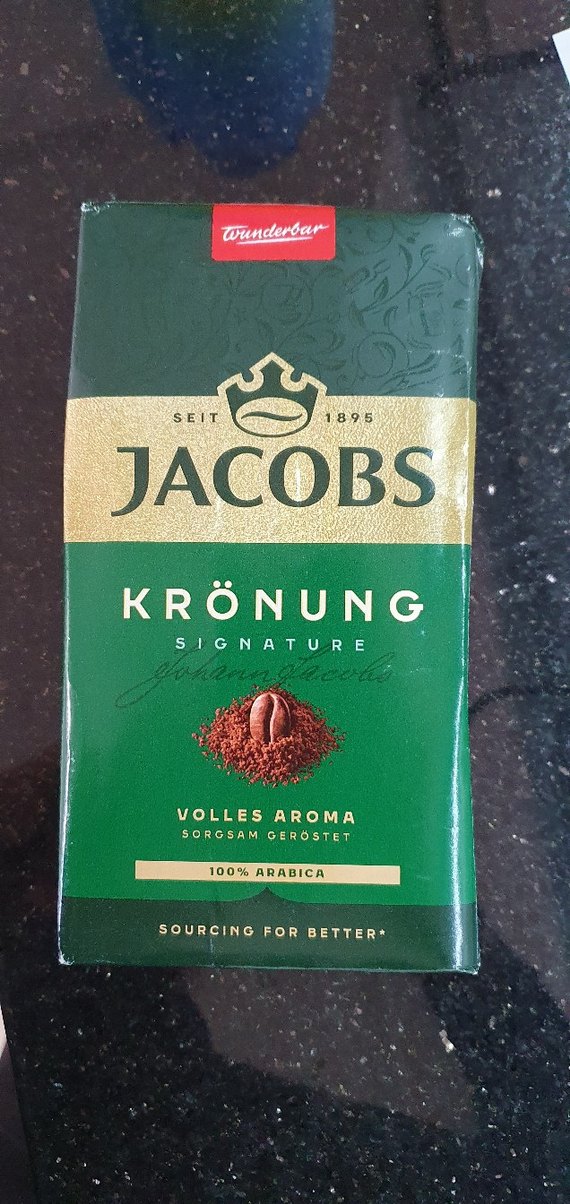 Wunderbar
SEIT 1895
JACOBS
KRÖNUNG
SIGNATURE
Johann Jacobs
VOLLES AROMA
SORGSAM GERÖSTET
100% ARABICA
SOURCING FOR BETTER*